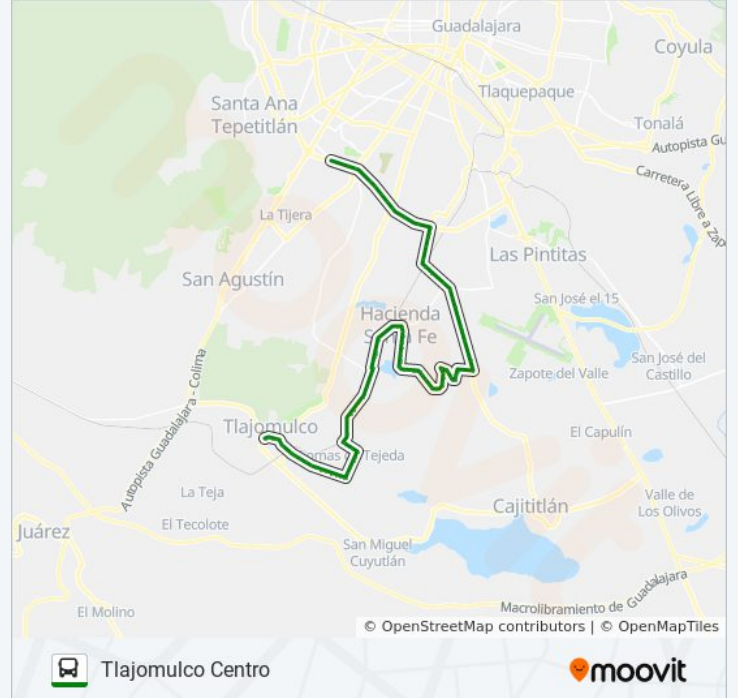 Guadalajara
Coyula
Santa Ana
Tepetitlán
Tlaquepaque
Tonalá
Autopista Gu
Carretera Libre a Zap
La Tijera
Las Pintitas
San Agustín
San José el 15
Hacienda
Santa Fe
San José del
Castillo
Zapote del Valle
Autopista Guadalajara - Colima
Tlajomulco
El Capulín
Lomas de Tejeda
La Teja
Cajititlán
Valle de
Los Olivos
El Tecolote
Juárez
San Miguel
Cuyutlán
Macrolibramiento de Guadalajara
El Molino
© OpenStreetMap contributors | © OpenMapTiles
Tlajomulco Centro
moovit